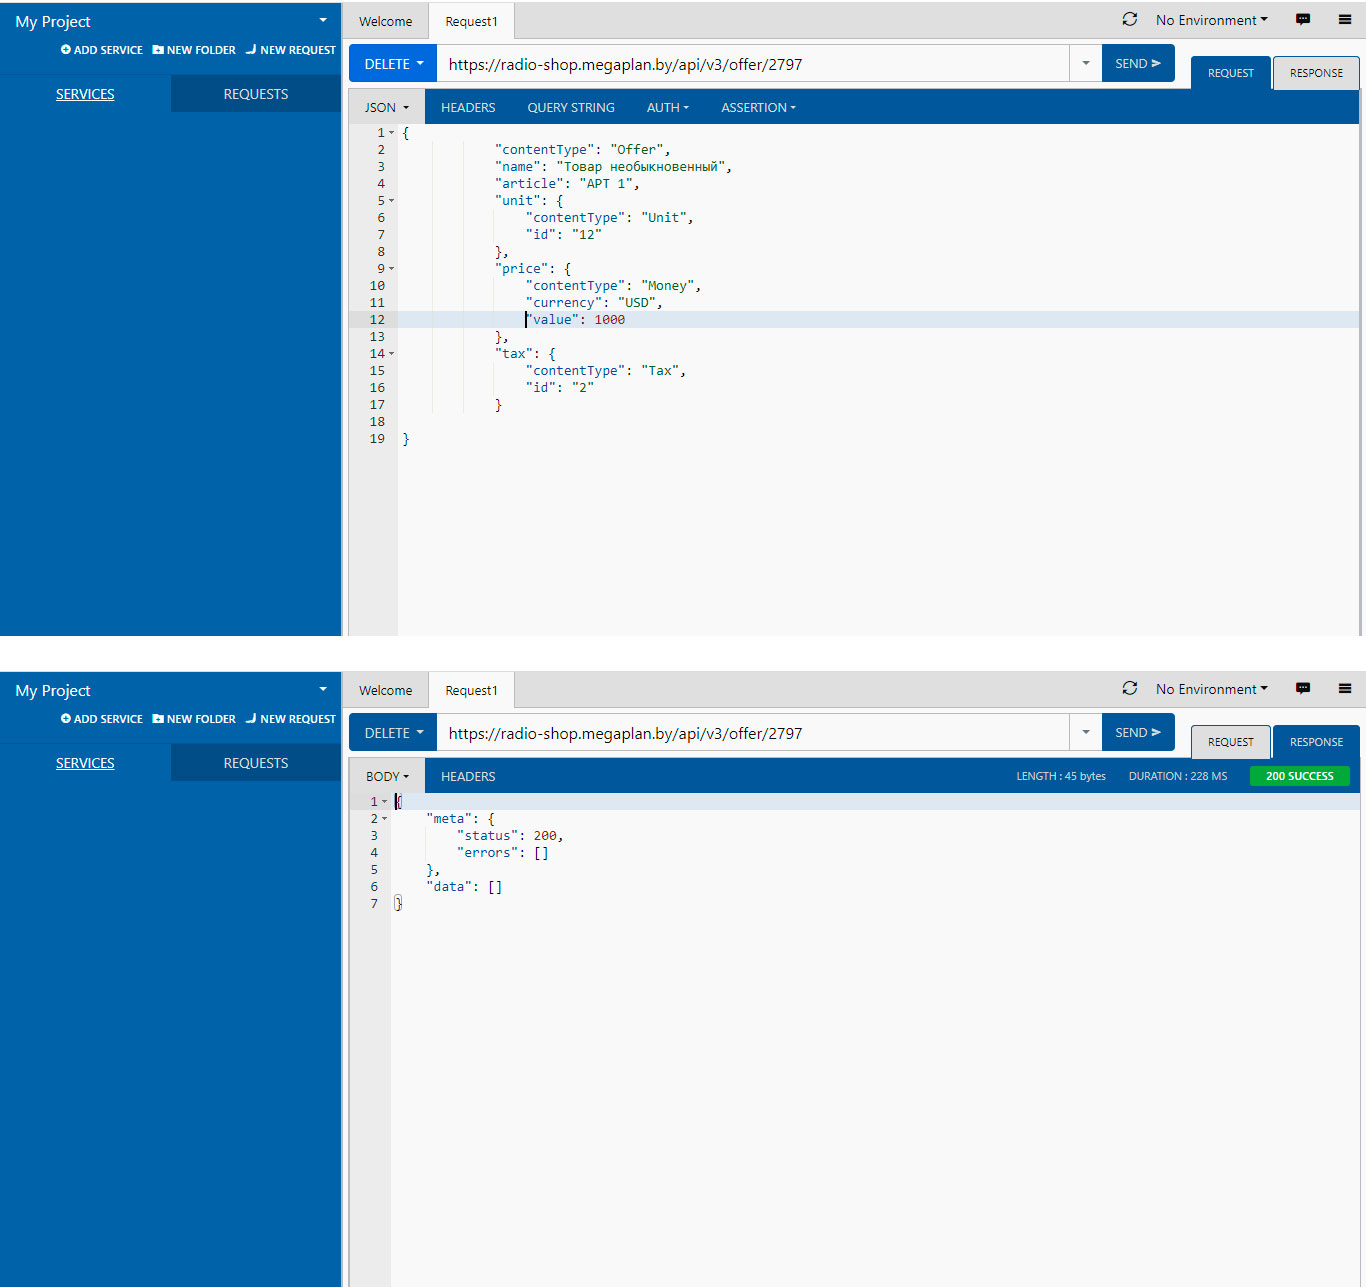 My Project
Welcome
Request1
No Environment
ADD SERVICE
NEW FOLDER
NEW REQUEST
SERVICES
REQUESTS
DELETE
https://radio-shop.megaplan.by/api/v3/offer/2797
SEND
REQUEST
RESPONSE
JSON
HEADERS
QUERY STRING
AUTH
ASSERTION
1 {
2 "contentType": "Offer",
3 "name": "Товар необыкновенный",
4 "article": "АРТ 1",
5 "unit": {
6 "contentType": "Unit",
7 "id": "12"
8 },
9 "price": {
10 "contentType": "Money",
11 "currency": "USD",
12 "value": 1000
13 },
14 "tax": {
15 "contentType": "Tax",
16 "id": "2"
17 }
18
19 }
My Project
Welcome
Request1
No Environment
ADD SERVICE
NEW FOLDER
NEW REQUEST
SERVICES
REQUESTS
DELETE
https://radio-shop.megaplan.by/api/v3/offer/2797
SEND
REQUEST
RESPONSE
BODY
HEADERS
LENGTH : 45 bytes
DURATION : 228 MS
200 SUCCESS
1 {
2 "meta": {
3 "status": 200,
4 "errors": []
5 },
6 "data": []
7 }